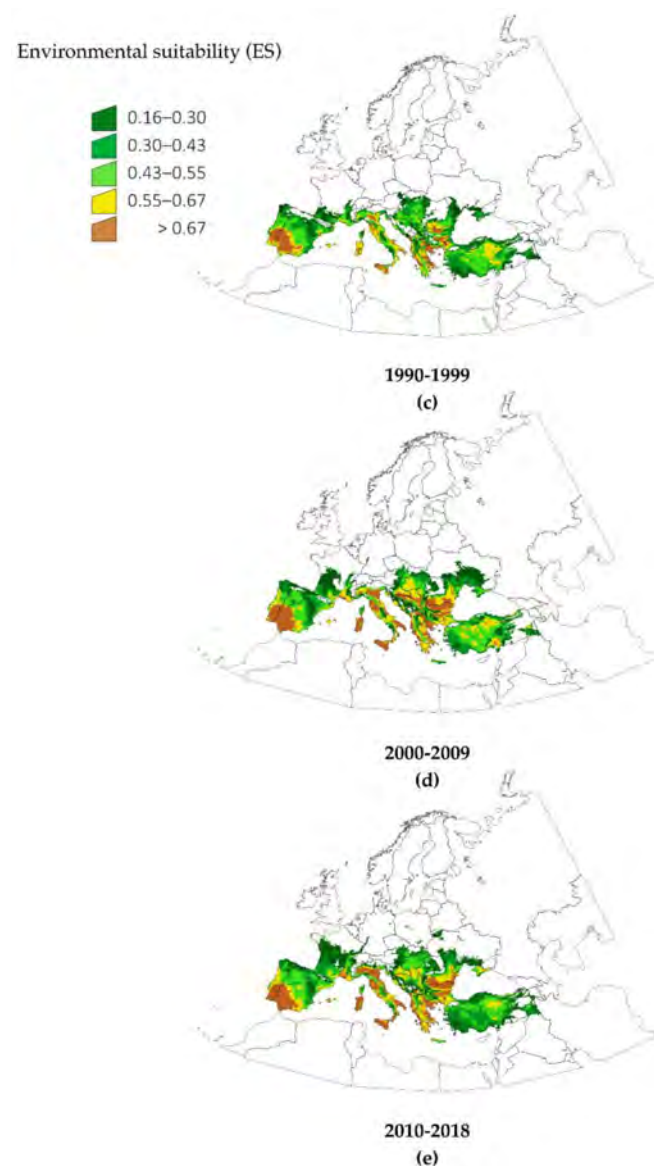 Environmental suitability (ES)
0.16–0.30
0.30–0.43
0.43–0.55
0.55–0.67
> 0.67
1990-1999
(c)
2000-2009
(d)
2010-2018
(e)